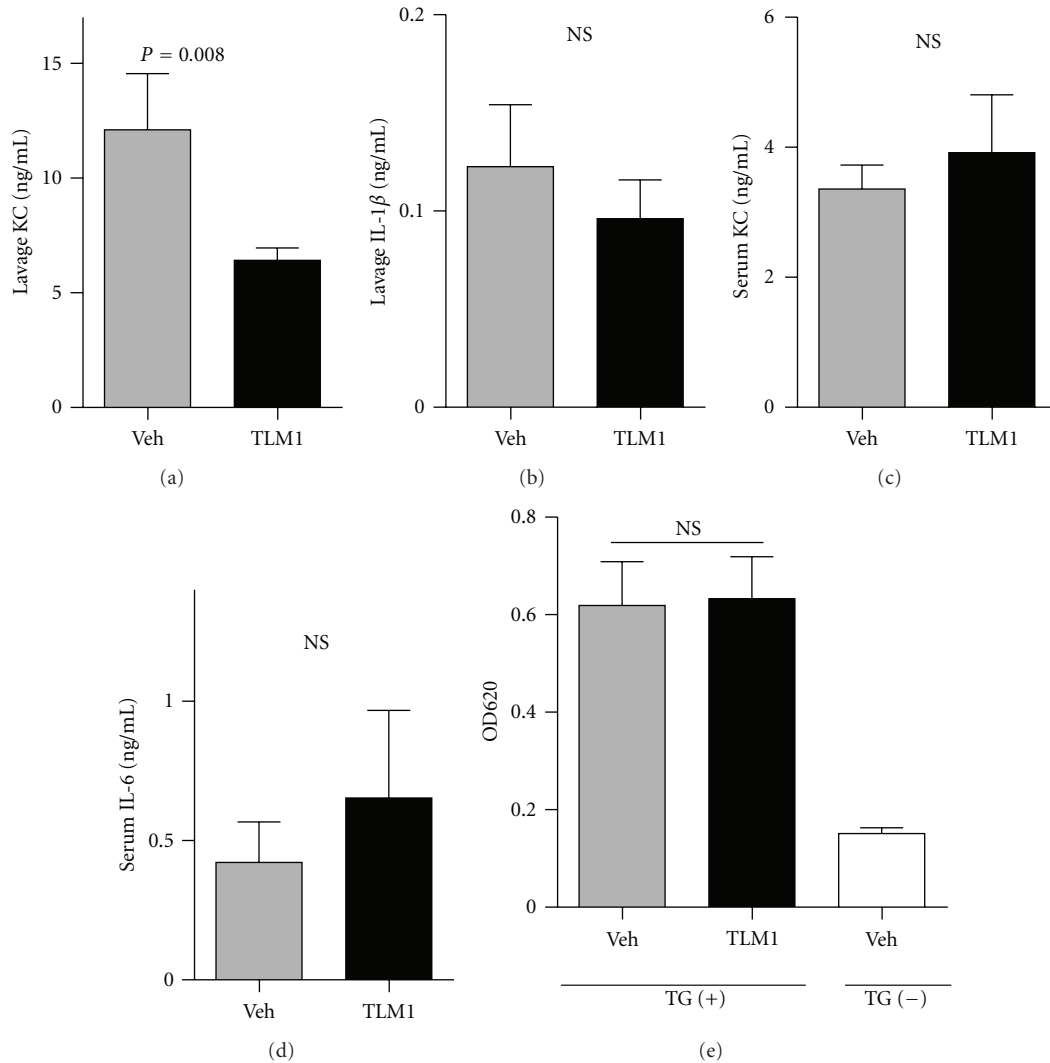 P = 0.008
Lavage KC (ng/mL)
15
10
5
0
Veh TLM1
(a)
NS
Lavage IL-1β (ng/mL)
0.2
0.1
0
Veh TLM1
(b)
NS
Serum KC (ng/mL)
6
4
2
0
Veh TLM1
(c)
NS
Serum IL-6 (ng/mL)
1
0.5
0
Veh TLM1
(d)
NS
OD620
0.8
0.6
0.4
0.2
0
Veh TLM1 Veh
TG (+) TG (−)
(e)